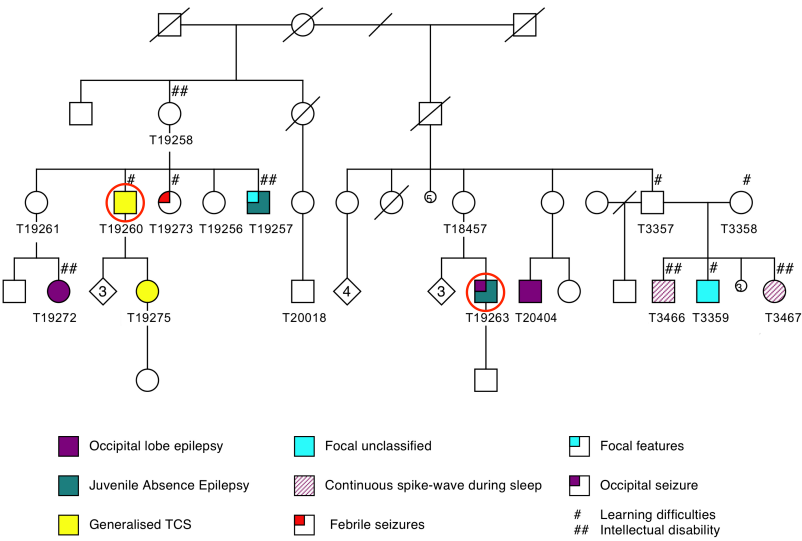 ##
T19258
# # ## # #
5
T19261 T19260 T19273 T19256 T19257 T18457 T3357 T3358
## ## # ##
3 4 3 3
T19272 T19275 T20018 T19263 T20404 T3466 T3359 T3467
Occipital lobe epilepsy Focal unclassified Focal features
Juvenile Absence Epilepsy Continuous spike-wave during sleep Occipital seizure
Generalised TCS Febrile seizures # Learning difficulties
## Intellectual disability